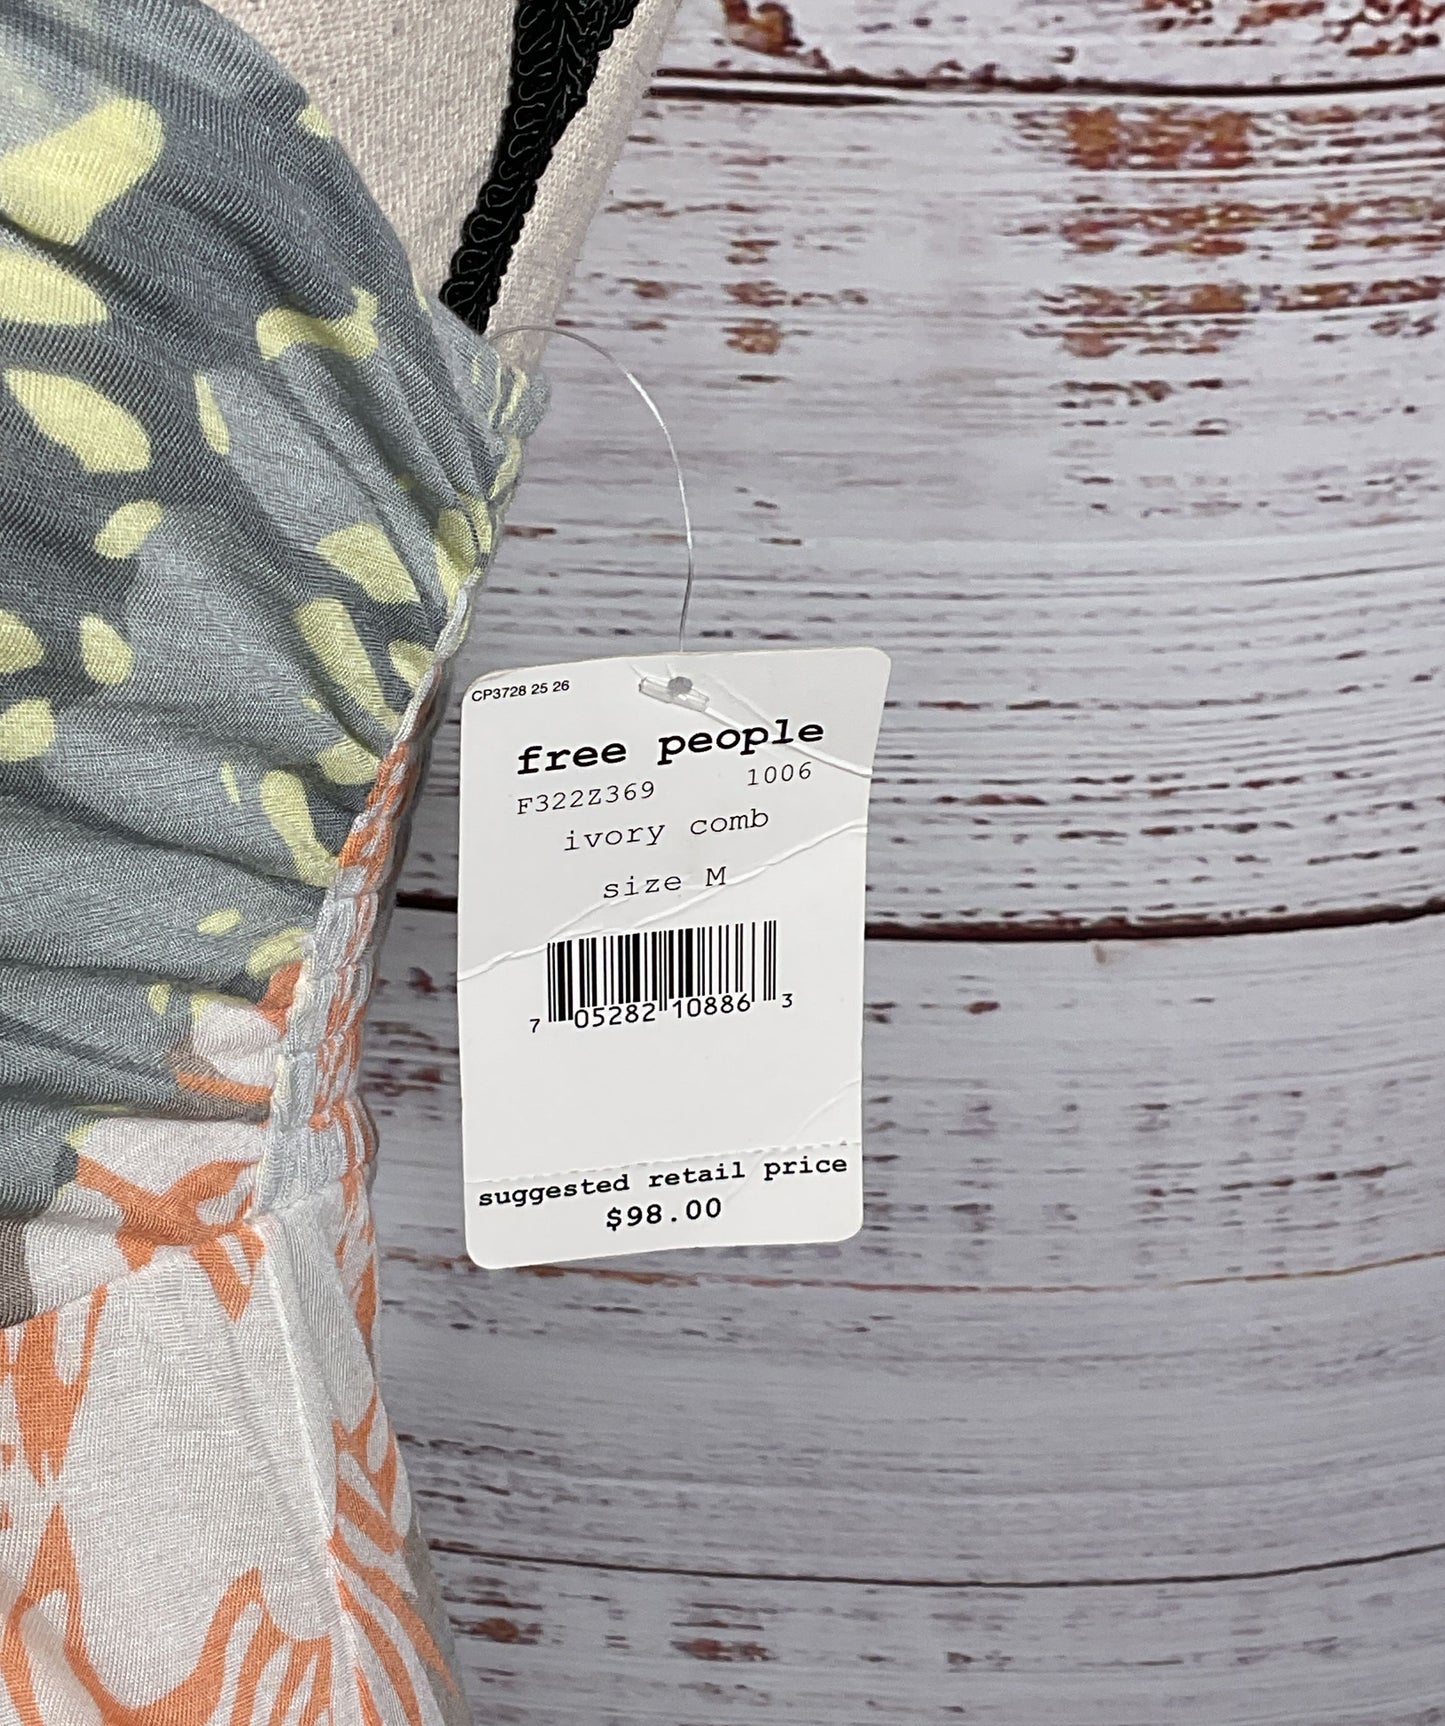 CP3728 25 26
free people
F322Z369 1006
ivory comb
size M
7 05282 10886 3
suggested retail price
$98.00